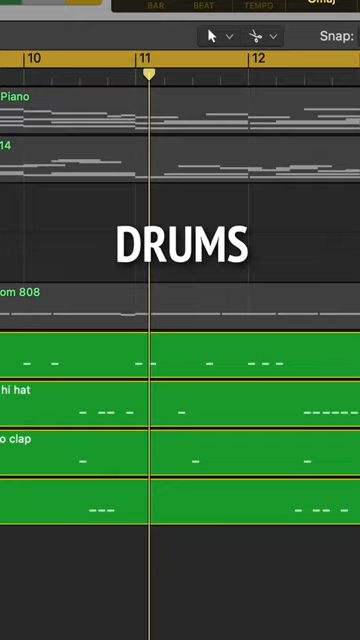 BAR BEAT TEMPO
Snap:
10 11 12
Piano
14
DRUMS
om 808
hi hat
o clap